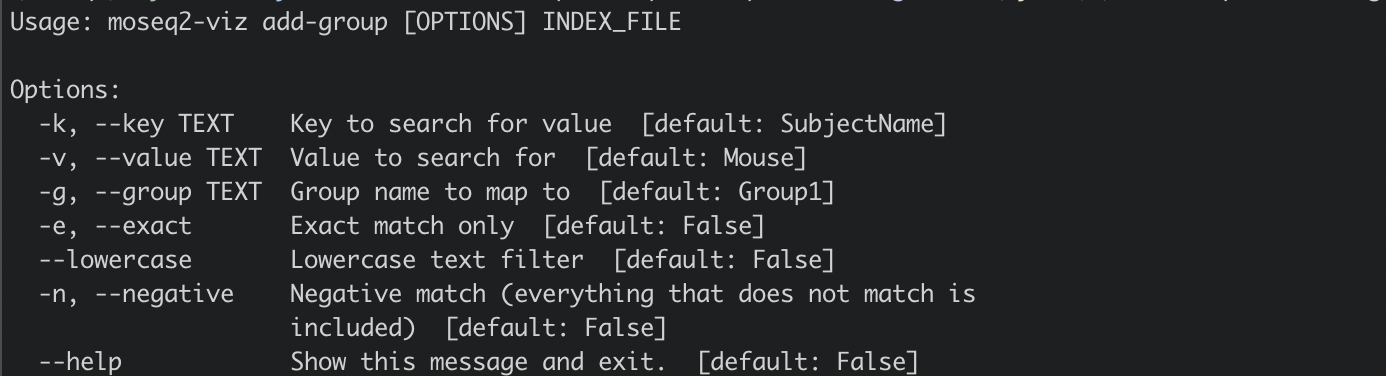 Usage: moseq2-viz add-group [OPTIONS] INDEX_FILE
Options:
-k, --key TEXT    Key to search for value  [default: SubjectName]
-v, --value TEXT  Value to search for  [default: Mouse]
-g, --group TEXT  Group name to map to  [default: Group1]
-e, --exact       Exact match only  [default: False]
--lowercase       Lowercase text filter  [default: False]
-n, --negative    Negative match (everything that does not match is
included)  [default: False]
--help            Show this message and exit.  [default: False]